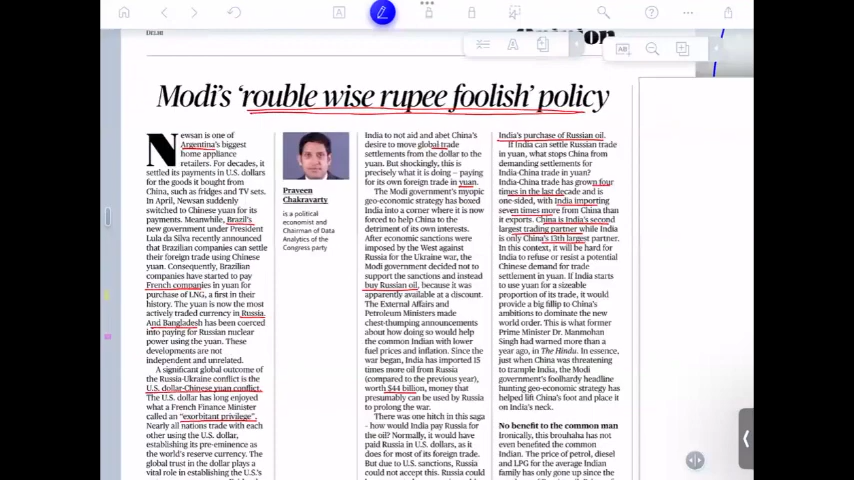 DELHI
Opinion
Modi's 'rouble wise rupee foolish' policy
Newsan is one of
Argentina's biggest
home appliance
retailers. For decades, it
settled its payments in U.S. dollars
for the goods it bought from
China, such as fridges and TV sets.
In April, Newsan suddenly
switched to Chinese yuan for its
payments. Meanwhile, Brazil's
new government under President
Lula da Silva recently announced
that Brazilian companies can settle
their foreign trade using Chinese
yuan. Consequently, Brazilian
companies have started to pay
French companies in yuan for
purchase of LNG, a first in their
history. The yuan is now the most
actively traded currency in Russia.
And Bangladesh has been coerced
into paying for Russian nuclear
power using the yuan. These
developments are not
independent and unrelated.
A significant global outcome of
the Russia-Ukraine conflict is the
U.S. dollar-Chinese yuan conflict.
The U.S. dollar has long enjoyed
what a French Finance Minister
called an "exorbitant privilege".
Nearly all nations trade with each
other using the U.S. dollar,
establishing its pre-eminence as
the world's reserve currency. The
global trust in the dollar plays a
vital role in establishing the U.S.'s
Praveen
Chakravarty
is a political
economist and
Chairman of Data
Analytics of the
Congress party
India to not aid and abet China's
desire to move global trade
settlements from the dollar to the
yuan. But shockingly, this is
precisely what it is doing – paying
for its own foreign trade in yuan.
The Modi government's myopic
geo-economic strategy has boxed
India into a corner where it is now
forced to help China to the
detriment of its own interests.
After economic sanctions were
imposed by the West against
Russia for the Ukraine war, the
Modi government decided not to
support the sanctions and instead
buy Russian oil, because it was
apparently available at a discount.
The External Affairs and
Petroleum Ministers made
chest-thumping announcements
about how doing so would help
the common Indian with lower
fuel prices and inflation. Since the
war began, India has imported 15
times more oil from Russia
(compared to the previous year),
worth $44 billion, money that
presumably can be used by Russia
to prolong the war.
There was one hitch in this saga
– how would India pay Russia for
the oil? Normally, it would have
paid Russia in U.S. dollars, as it
does for most of its foreign trade.
But due to U.S. sanctions, Russia
could not accept this. Russia could
India's purchase of Russian oil.
If India can settle Russian trade
in yuan, what stops China from
demanding settlements for
India-China trade in yuan?
India-China trade has grown four
times in the last decade and is
one-sided, with India importing
seven times more from China than
it exports. China is India's second
largest trading partner while India
is only China's 13th largest partner.
In this context, it will be hard for
India to refuse or resist a potential
Chinese demand for trade
settlement in yuan. If India starts
to use yuan for a sizeable
proportion of its trade, it would
provide a big fillip to China's
ambitions to dominate the new
world order. This is what former
Prime Minister Dr. Manmohan
Singh had warned more than a
year ago, in The Hindu. In essence,
just when China was threatening
to trample India, the Modi
government's foolhardy headline
hunting geo-economic strategy has
helped lift China's foot and place it
on India's neck.
No benefit to the common man
Ironically, this brouhaha has not
even benefited the common
Indian. The price of petrol, diesel
and LPG for the average Indian
family has only gone up since the